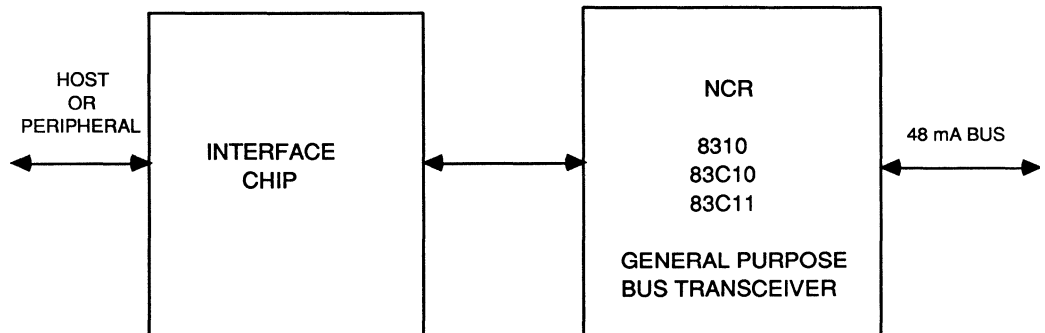 HOST
OR
PERIPHERAL
INTERFACE
CHIP
NCR
8310
83C10
83C11
GENERAL PURPOSE
BUS TRANSCEIVER
48 mA BUS